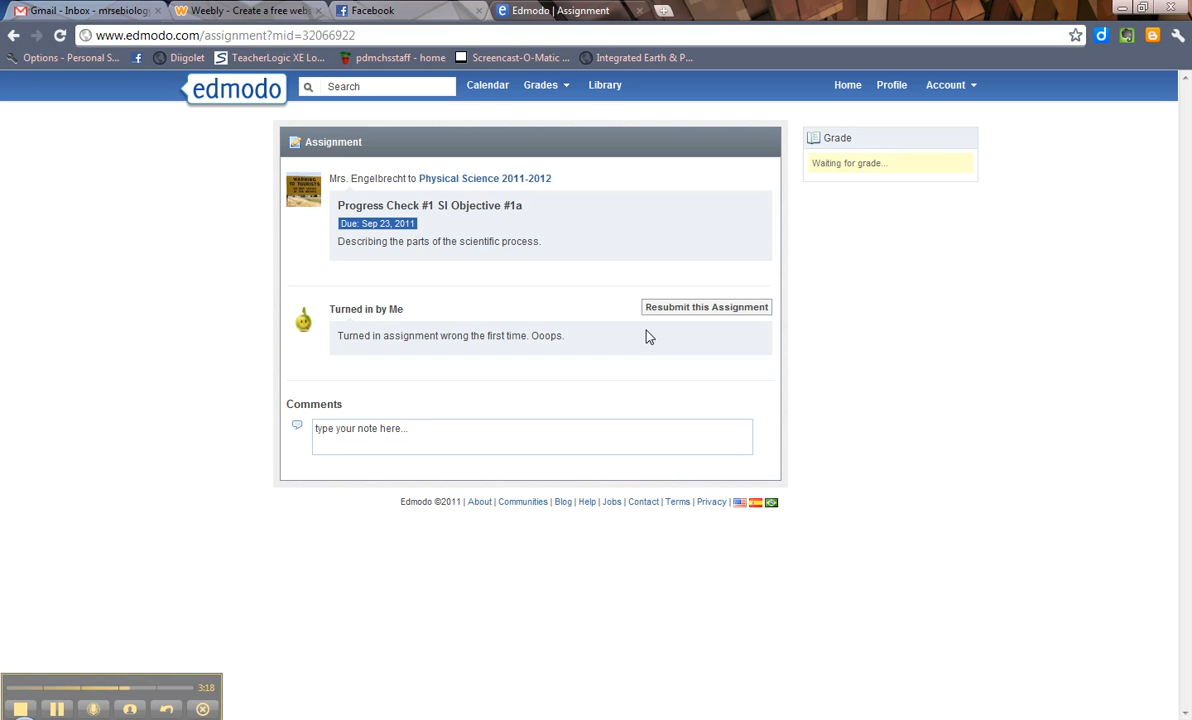 Gmail - Inbox - mrsebiology
Weebly - Create a free webs
Facebook
Edmodo | Assignment
www.edmodo.com/assignment?mid=32066922
Options - Personal S...
Diigolet
TeacherLogic XE Lo...
pdmchsstaff - home
Screencast-O-Matic ...
Integrated Earth & P...
edmodo
Search
Calendar
Grades
Library
Home
Profile
Account
Assignment
Grade
Waiting for grade...
Mrs. Engelbrecht to Physical Science 2011-2012
Progress Check #1 SI Objective #1a
Due: Sep 23, 2011
Describing the parts of the scientific process.
Turned in by Me
Resubmit this Assignment
Turned in assignment wrong the first time. Ooops.
Comments
type your note here...
Edmodo ©2011 | About | Communities | Blog | Help | Jobs | Contact | Terms | Privacy |
3:18